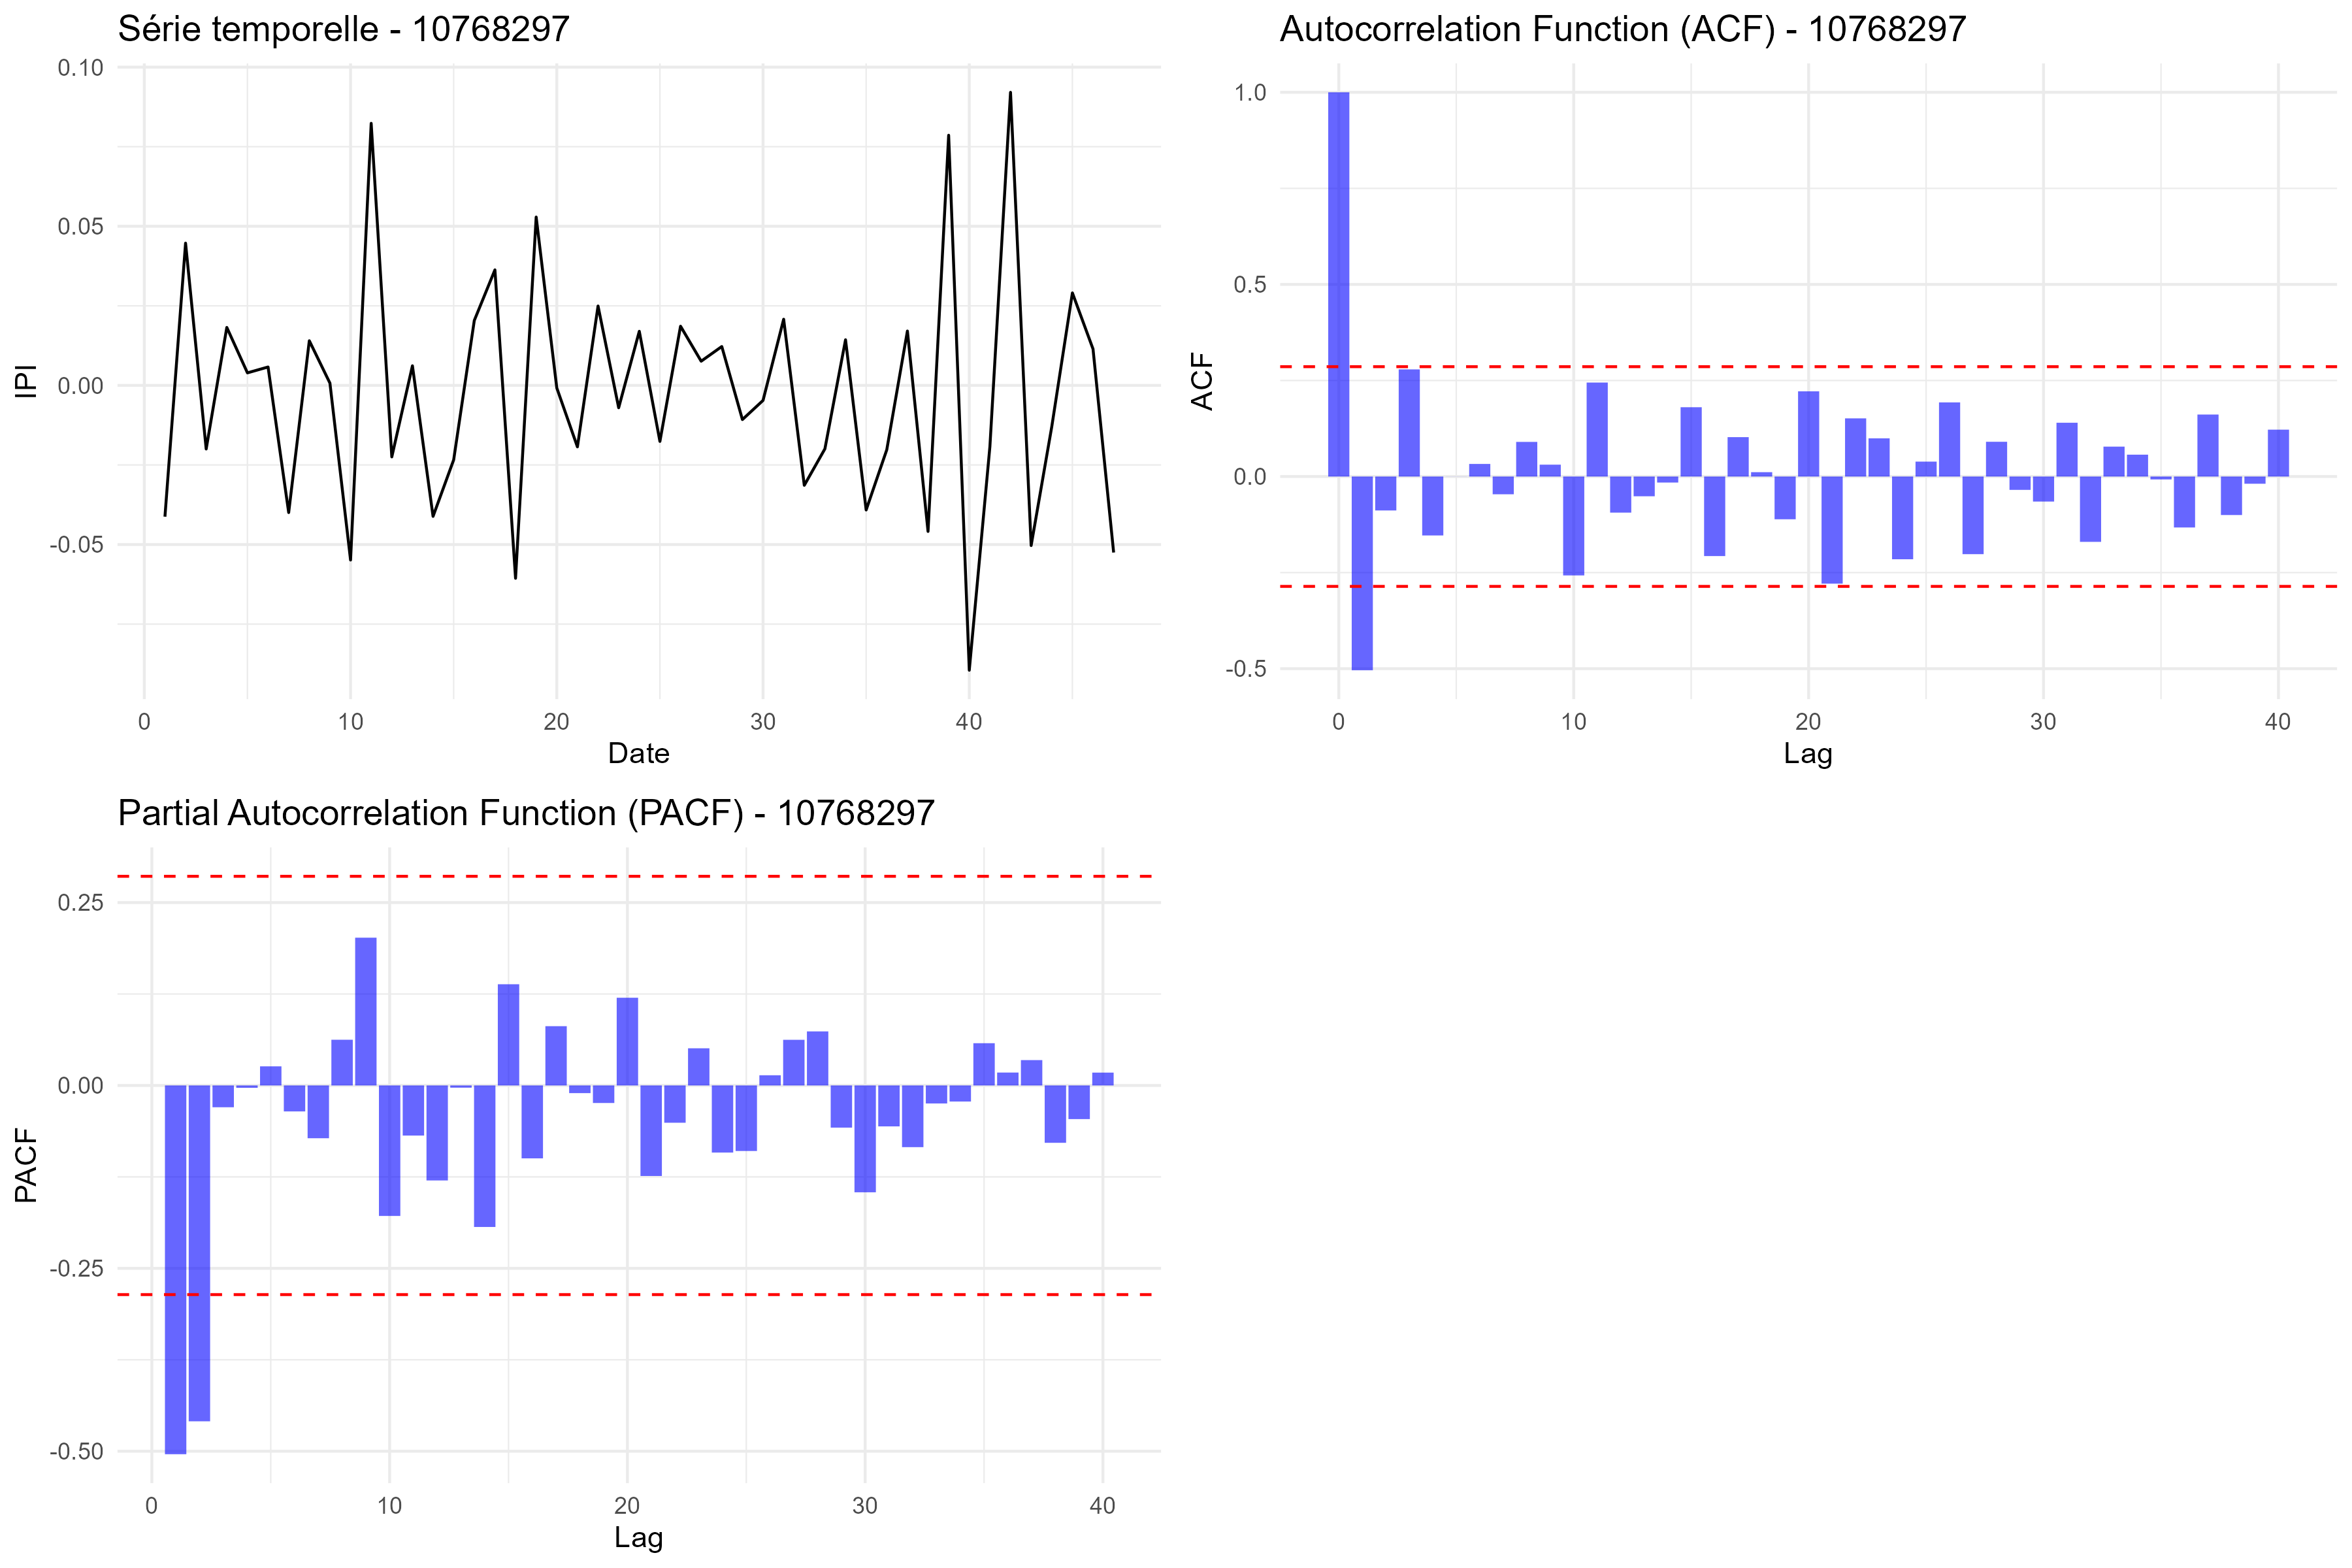 Série temporelle - 10768297
0.10
0.05
0.00
-0.05
IPI
0 10 20 30 40
Date
Autocorrelation Function (ACF) - 10768297
1.0
0.5
0.0
-0.5
ACF
0 10 20 30 40
Lag
Partial Autocorrelation Function (PACF) - 10768297
0.25
0.00
-0.25
-0.50
PACF
0 10 20 30 40
Lag